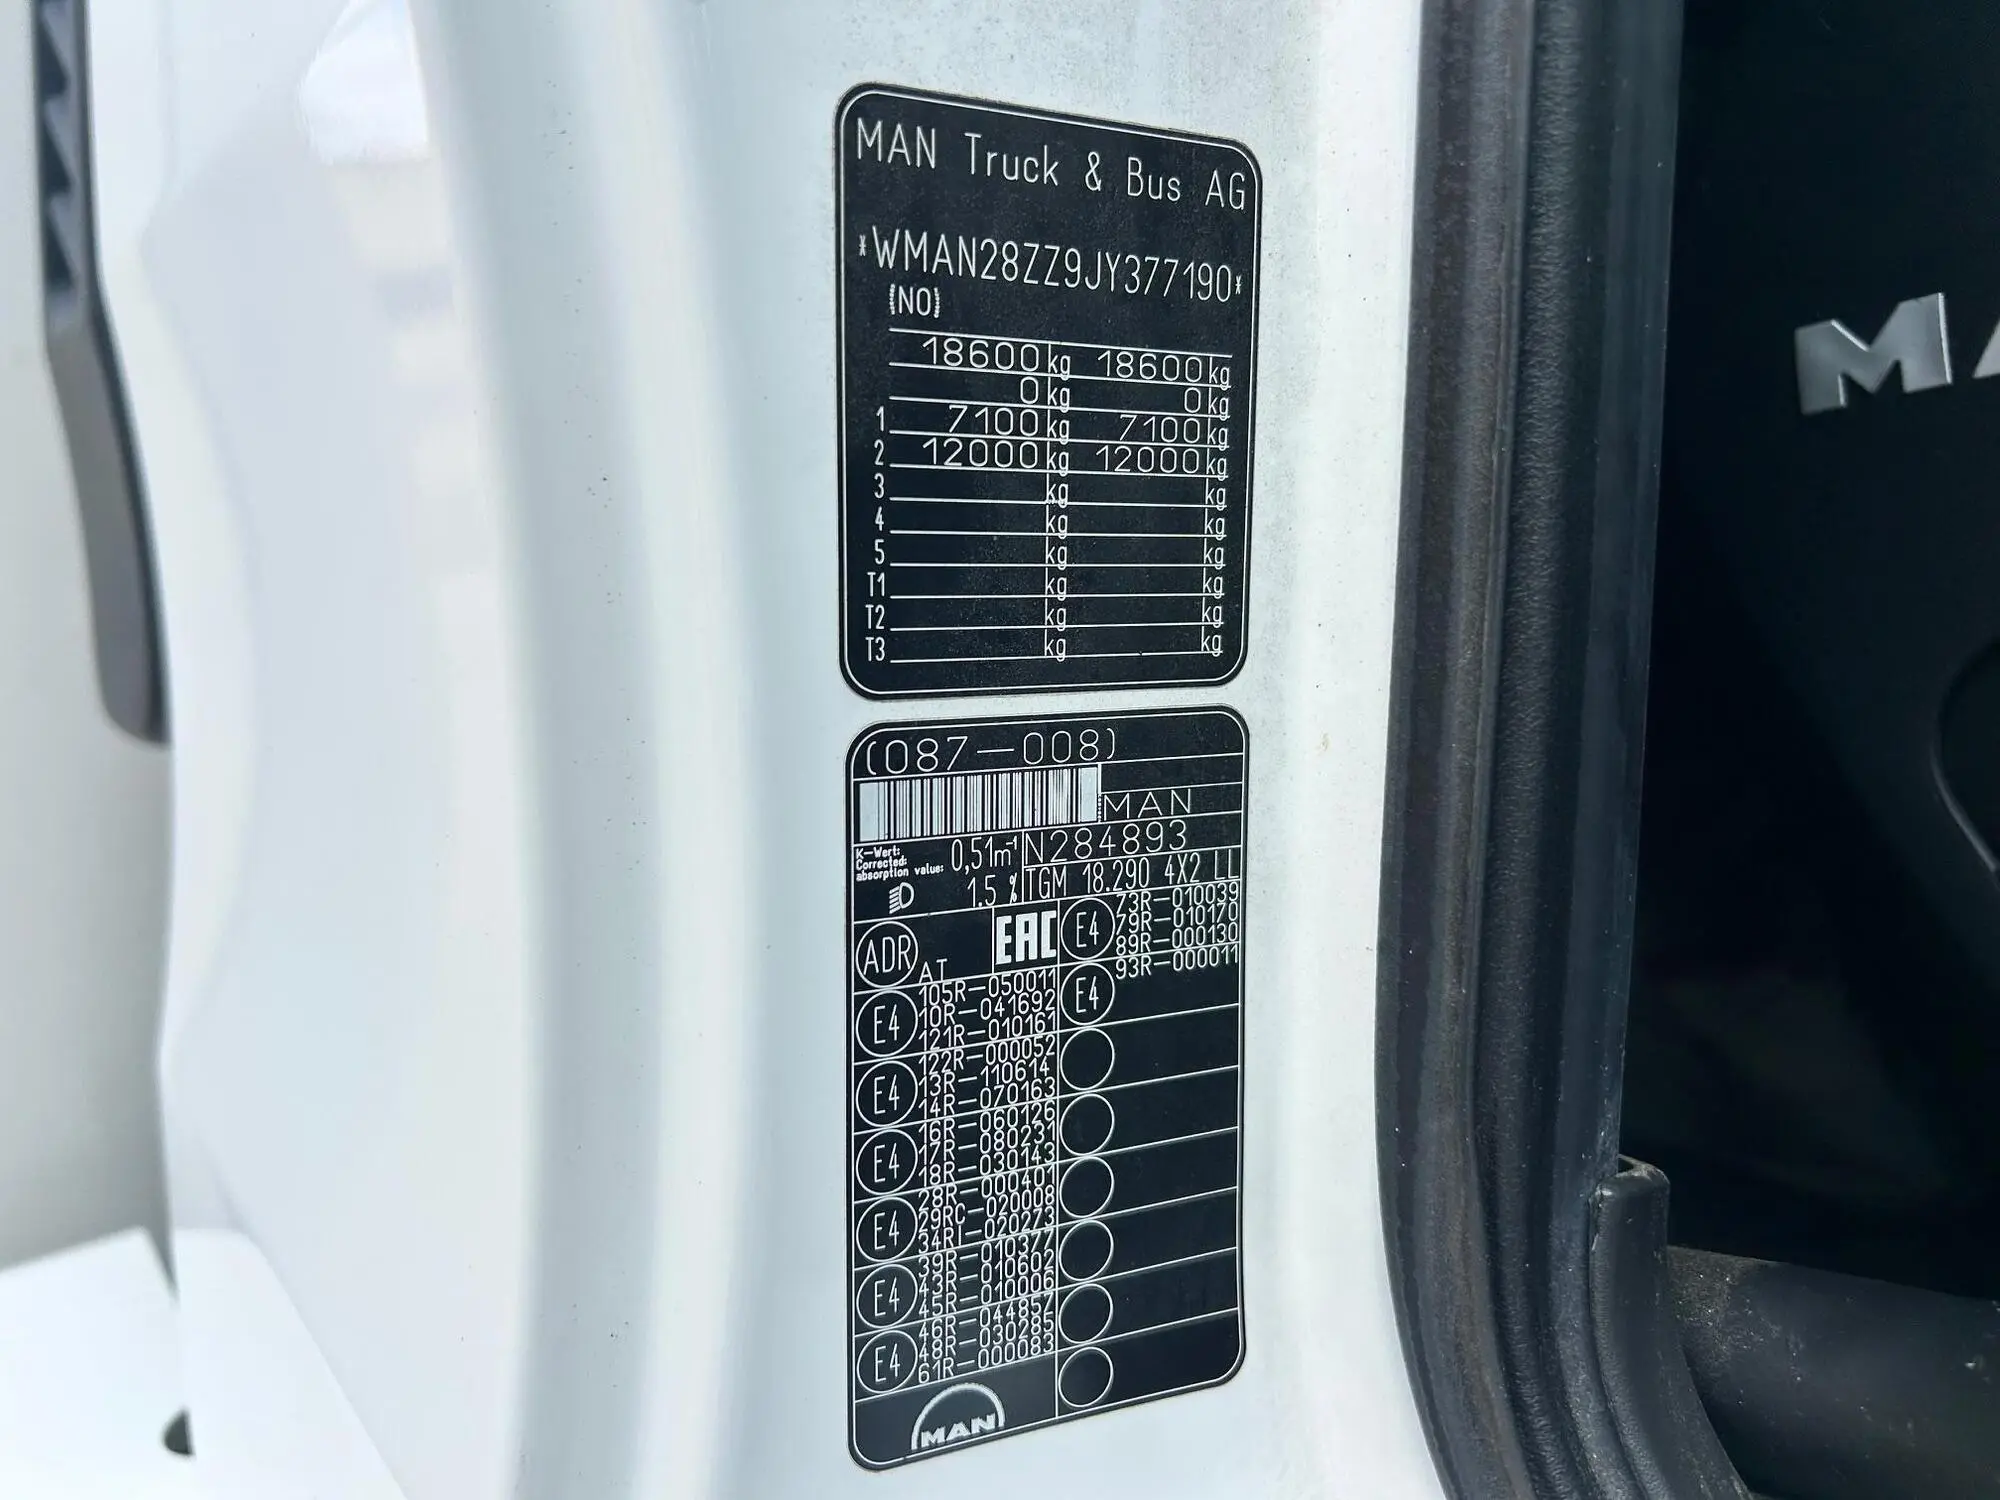 MAN Truck & Bus AG
*WMAN28ZZ9JY377190*
(NO)
18600 kg 18600 kg
0 kg 0 kg
1 7100 kg 7100 kg
2 12000 kg 12000 kg
3 kg kg
4 kg kg
5 kg kg
T1 kg kg
T2 kg kg
T3 kg kg
(087-008)
MAN
K-Wert:
Corrected
absorption value: 0,51m⁻¹ N284893
1.5 % TGM 18.290 4X2 LL
ADR AT EAC
E4 105R-050011
10R-041692
121R-010161
E4 122R-000052
13R-110614
14R-070163
E4 16R-060126
17R-080231
18R-030143
E4 28R-000401
29RC-020008
34RI-020273
E4 39R-010377
43R-010602
45R-010006
E4 46R-044857
48R-030285
61R-000083
E4 73R-010039
79R-010170
89R-000130
E4 93R-000011
MAN
MA